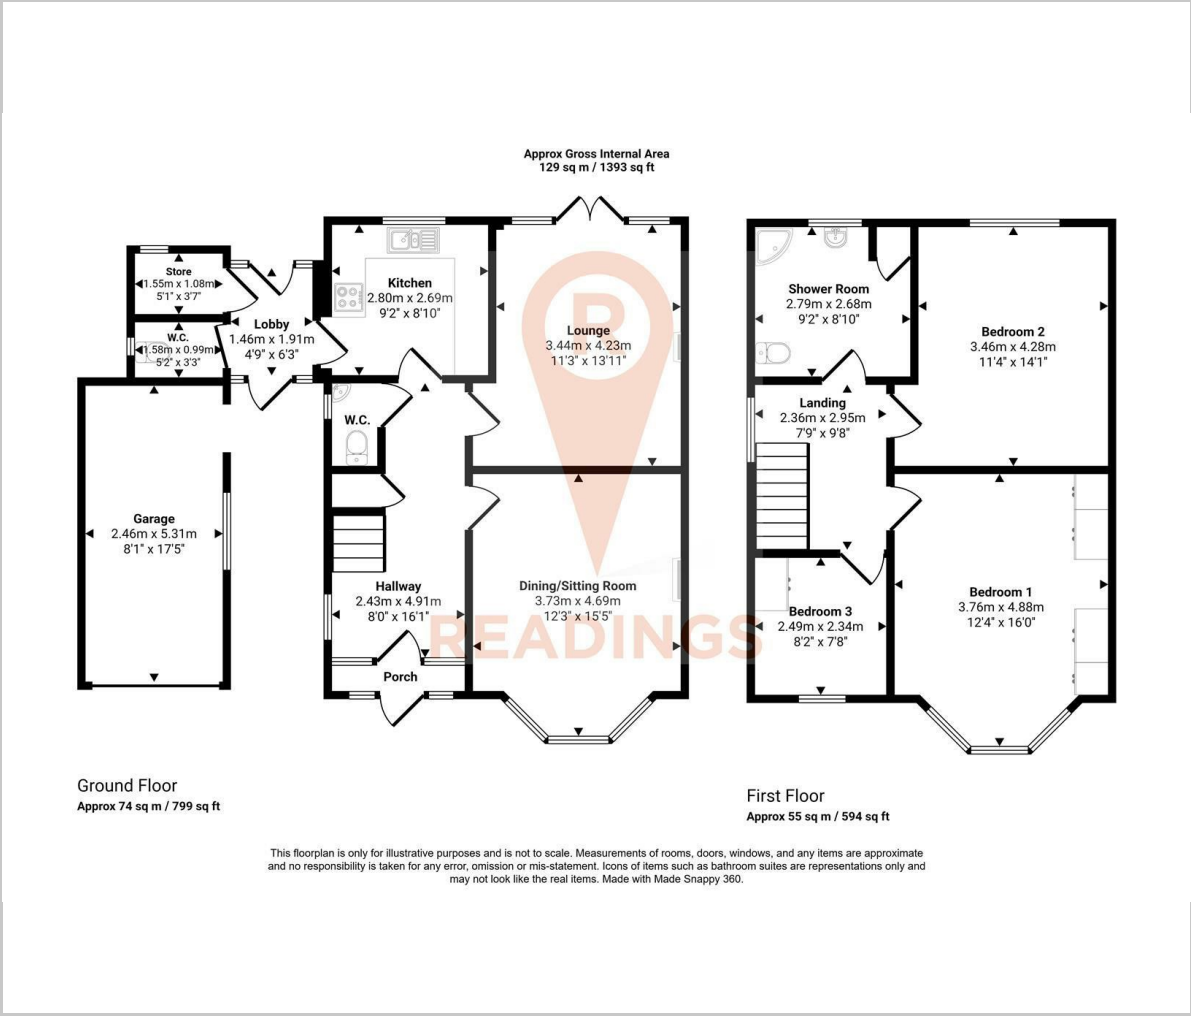 Approx Gross Internal Area
129 sq m / 1393 sq ft
Store
1.55m x 1.08m
5'1" x 3'7"
W.C.
1.58m x 0.99m
5'2" x 3'3"
Lobby
1.46m x 1.91m
4'9" x 6'3"
Kitchen
2.80m x 2.69m
9'2" x 8'10"
R
Lounge
3.44m x 4.23m
11'3" x 13'11"
W.C.
Garage
2.46m x 5.31m
8'1" x 17'5"
Hallway
2.43m x 4.91m
8'0" x 16'1"
Dining/Sitting Room
3.73m x 4.69m
12'3" x 15'5"
READINGS
Porch
Shower Room
2.79m x 2.68m
9'2" x 8'10"
Bedroom 2
3.46m x 4.28m
11'4" x 14'1"
Landing
2.36m x 2.95m
7'9" x 9'8"
Bedroom 3
2.49m x 2.34m
8'2" x 7'8"
Bedroom 1
3.76m x 4.88m
12'4" x 16'0"
Ground Floor
Approx 74 sq m / 799 sq ft
First Floor
Approx 55 sq m / 594 sq ft
This floorplan is only for illustrative purposes and is not to scale. Measurements of rooms, doors, windows, and any items are approximate
and no responsibility is taken for any error, omission or mis-statement. Icons of items such as bathroom suites are representations only and
may not look like the real items. Made with Made Snappy 360.